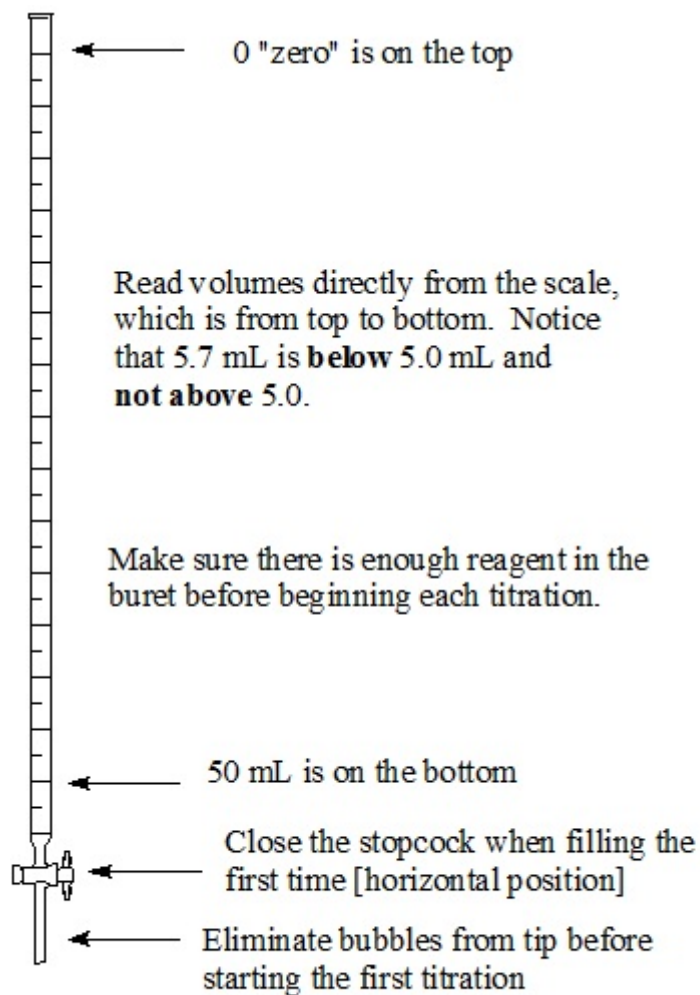 0 "zero" is on the top
Read volumes directly from the scale,
which is from top to bottom.  Notice
that 5.7 mL is below 5.0 mL and
not above 5.0.
Make sure there is enough reagent in the
buret before beginning each titration.
50 mL is on the bottom
Close the stopcock when filling the
first time [horizontal position]
Eliminate bubbles from tip before
starting the first titration